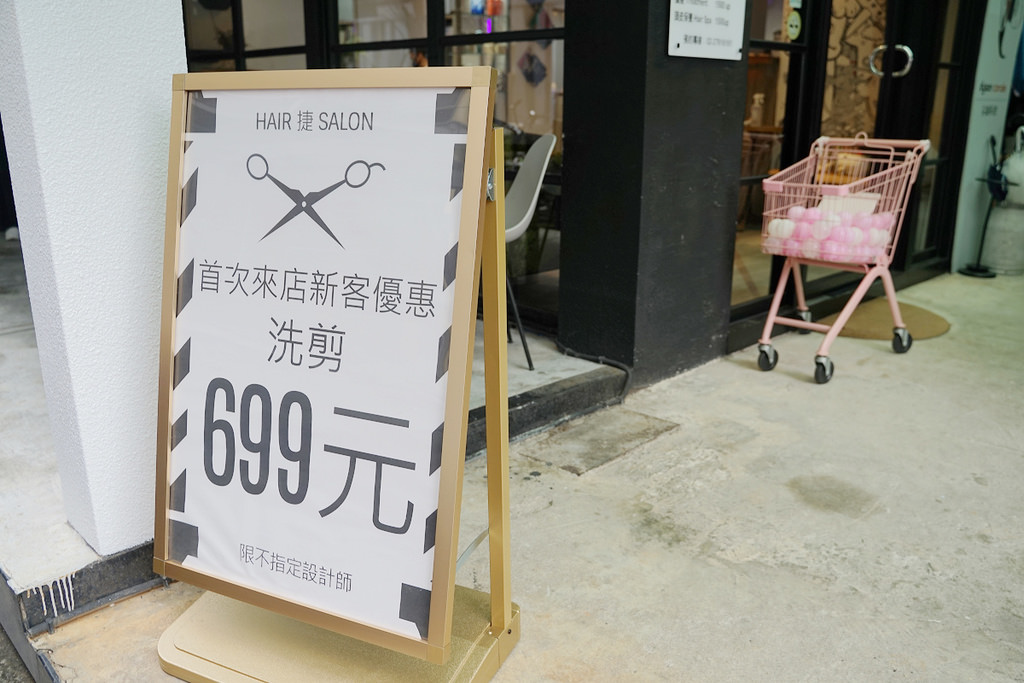 HAIR 捷 SALON
首次來店新客優惠
洗剪
699元
限不指定設計師